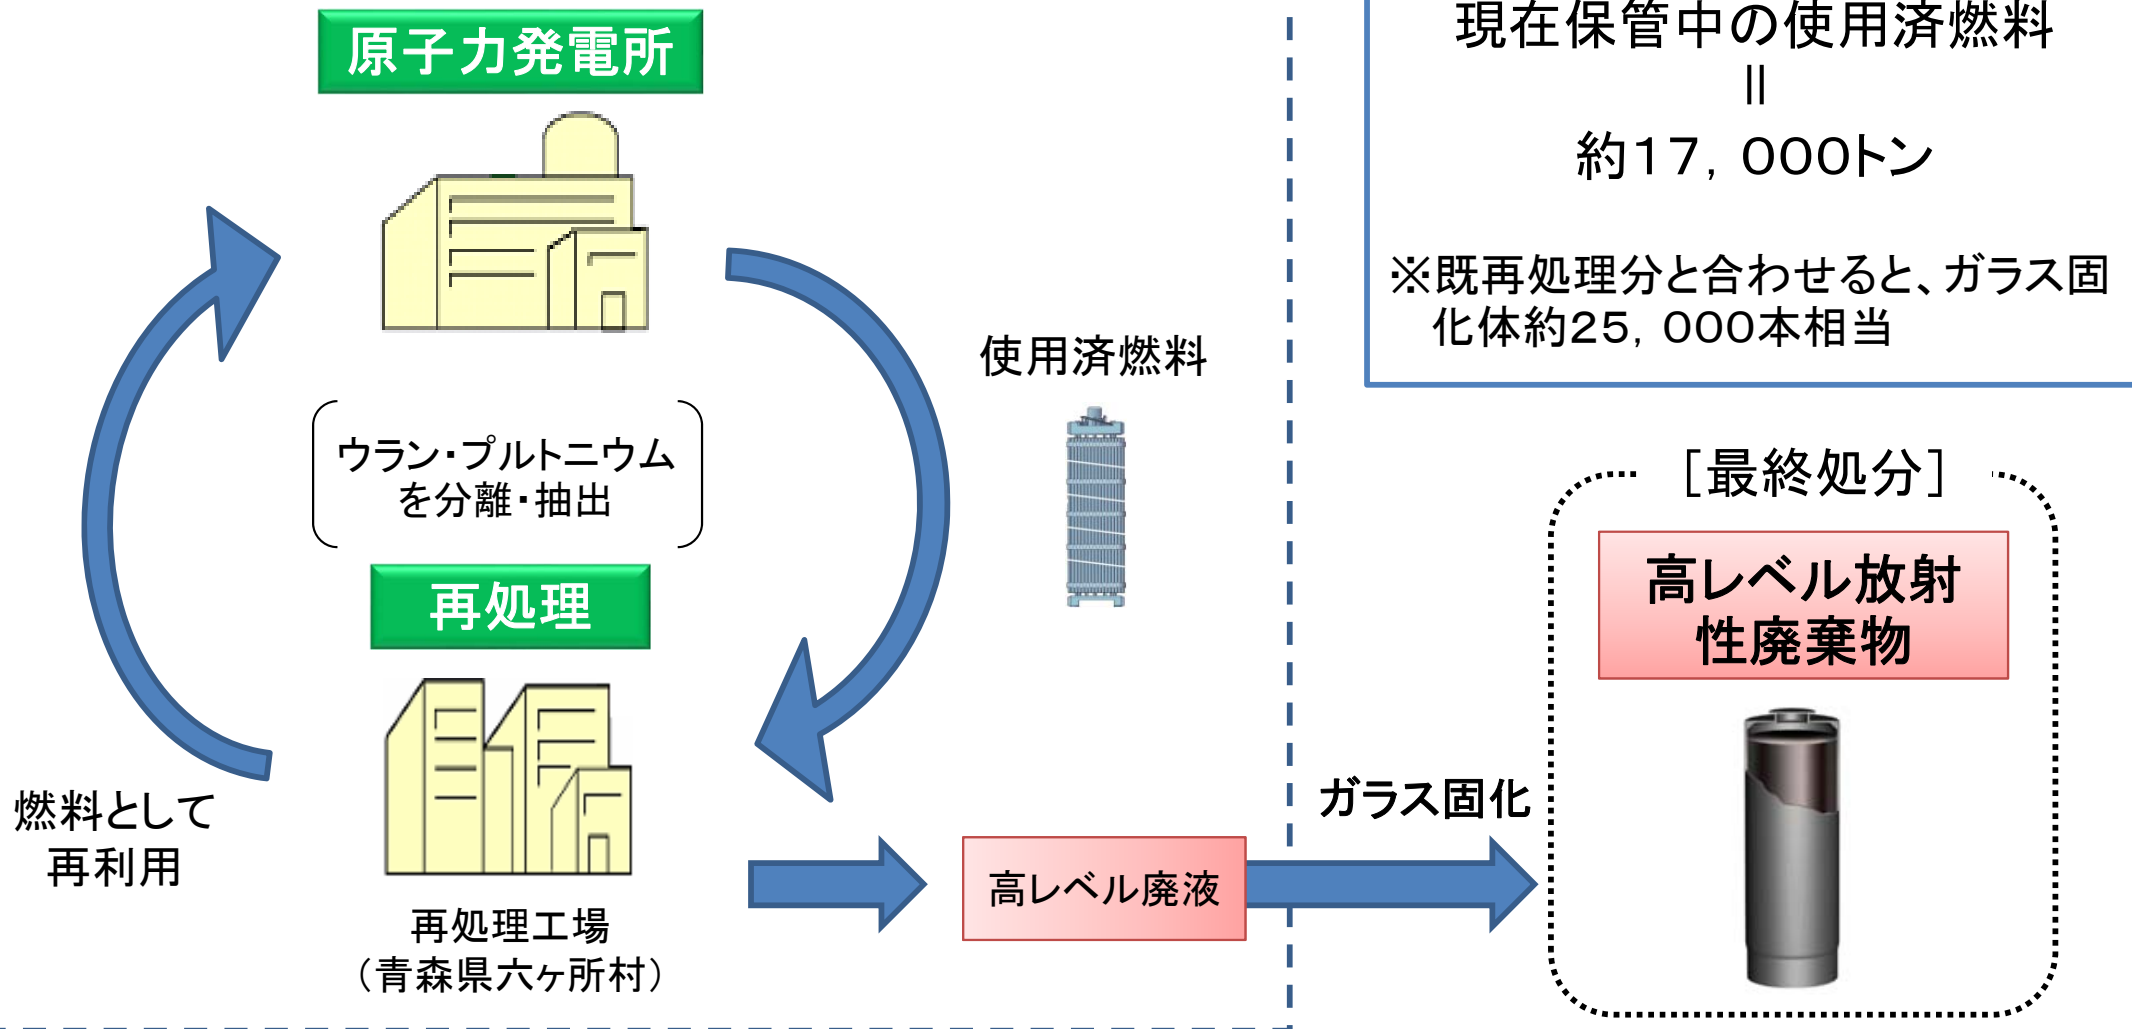 原子力発電所
ウラン・プルトニウム
を分離・抽出
再処理
再処理工場
（青森県六ヶ所村）
燃料として
再利用
使用済燃料
高レベル廃液
ガラス固化
現在保管中の使用済燃料
＝
約１７，０００トン
※既再処理分と合わせると、ガラス固
化体約２５，０００本相当
［最終処分］
高レベル放射
性廃棄物